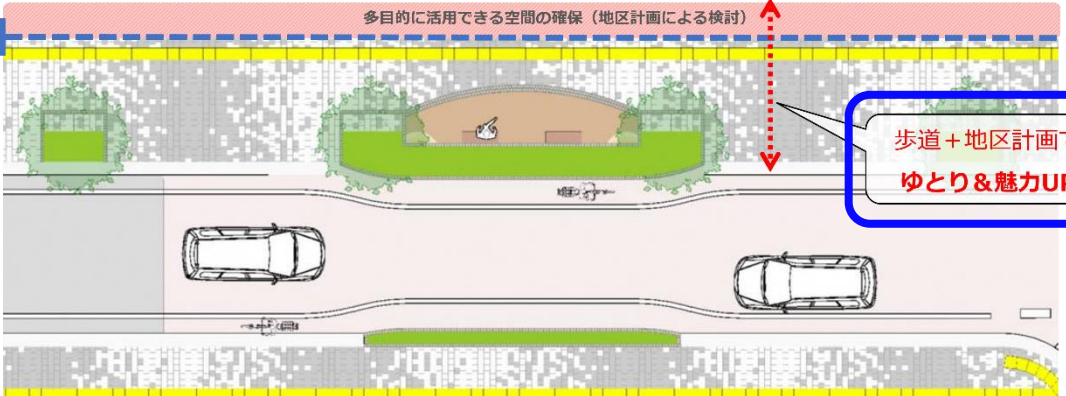 多目的に活用できる空間の確保（地区計画による検討）
歩道＋地区計画で
ゆとり＆魅力UP